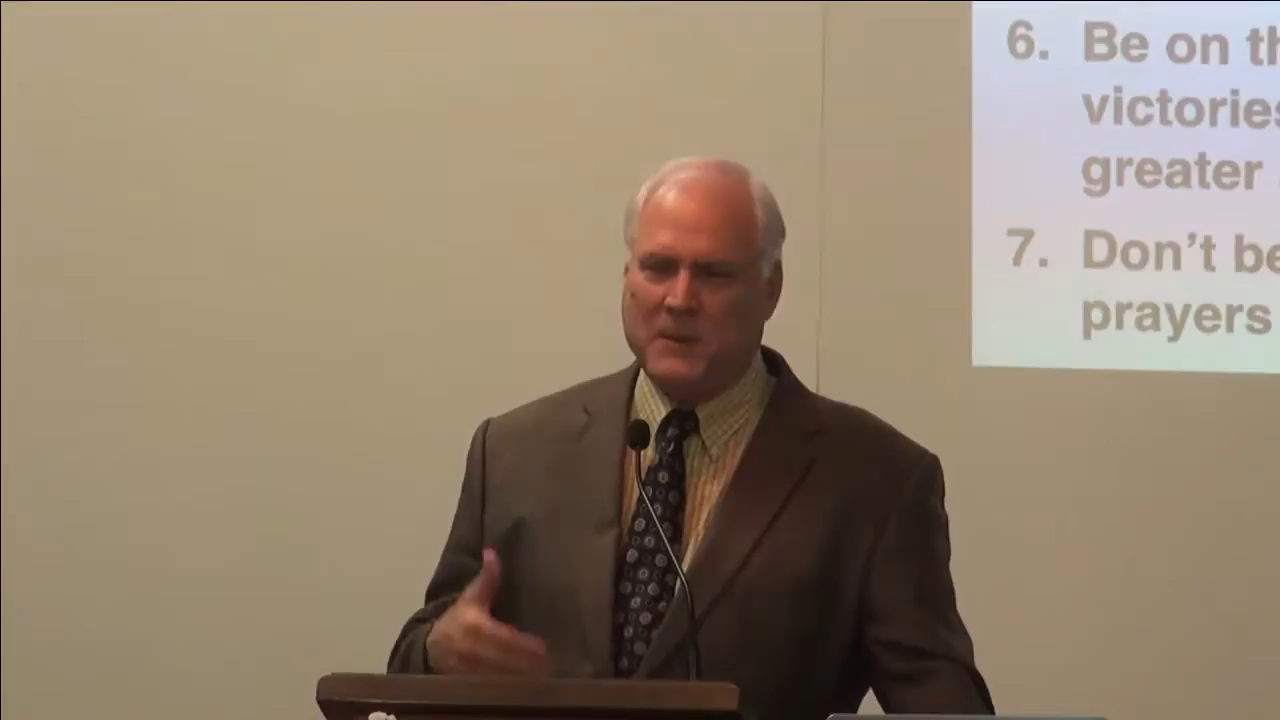 6. Be on th
victories
greater
7. Don’t be
prayers